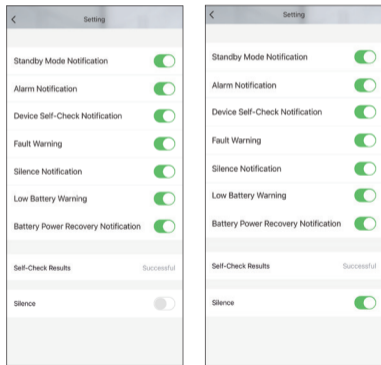 Setting
Standby Mode Notification
Alarm Notification
Device Self-Check Notification
Fault Warning
Silence Notification
Low Battery Warning
Battery Power Recovery Notification
Self-Check Results Successful
Silence
Setting
Standby Mode Notification
Alarm Notification
Device Self-Check Notification
Fault Warning
Silence Notification
Low Battery Warning
Battery Power Recovery Notification
Self-Check Results Successful
Silence